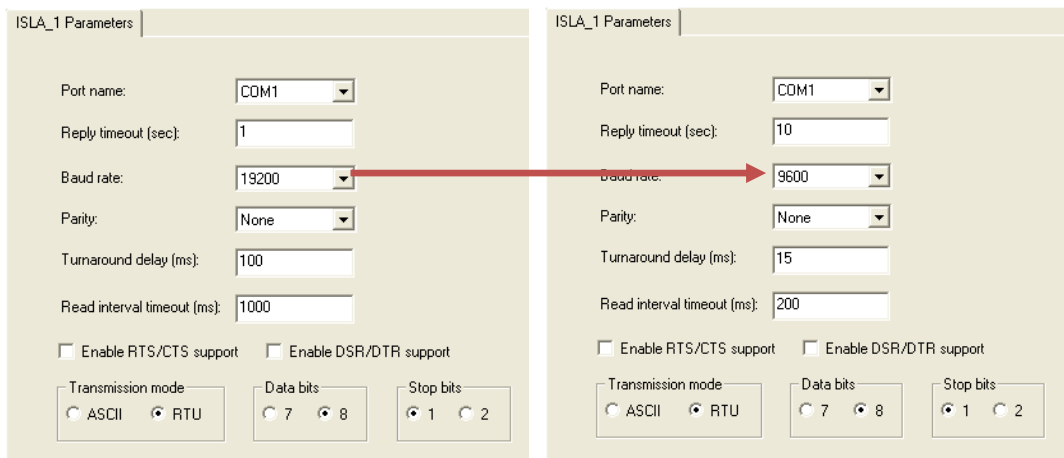 ISLA_1 Parameters
Port name: COM1
Reply timeout (sec): 1
Baud rate: 19200
Parity: None
Turnaround delay (ms): 100
Read interval timeout (ms): 1000
Enable RTS/CTS support Enable DSR/DTR support
Transmission mode Data bits Stop bits
ASCII RTU 7 8 1 2
ISLA_1 Parameters
Port name: COM1
Reply timeout (sec): 10
Baud rate: 9600
Parity: None
Turnaround delay (ms): 15
Read interval timeout (ms): 200
Enable RTS/CTS support Enable DSR/DTR support
Transmission mode Data bits Stop bits
ASCII RTU 7 8 1 2